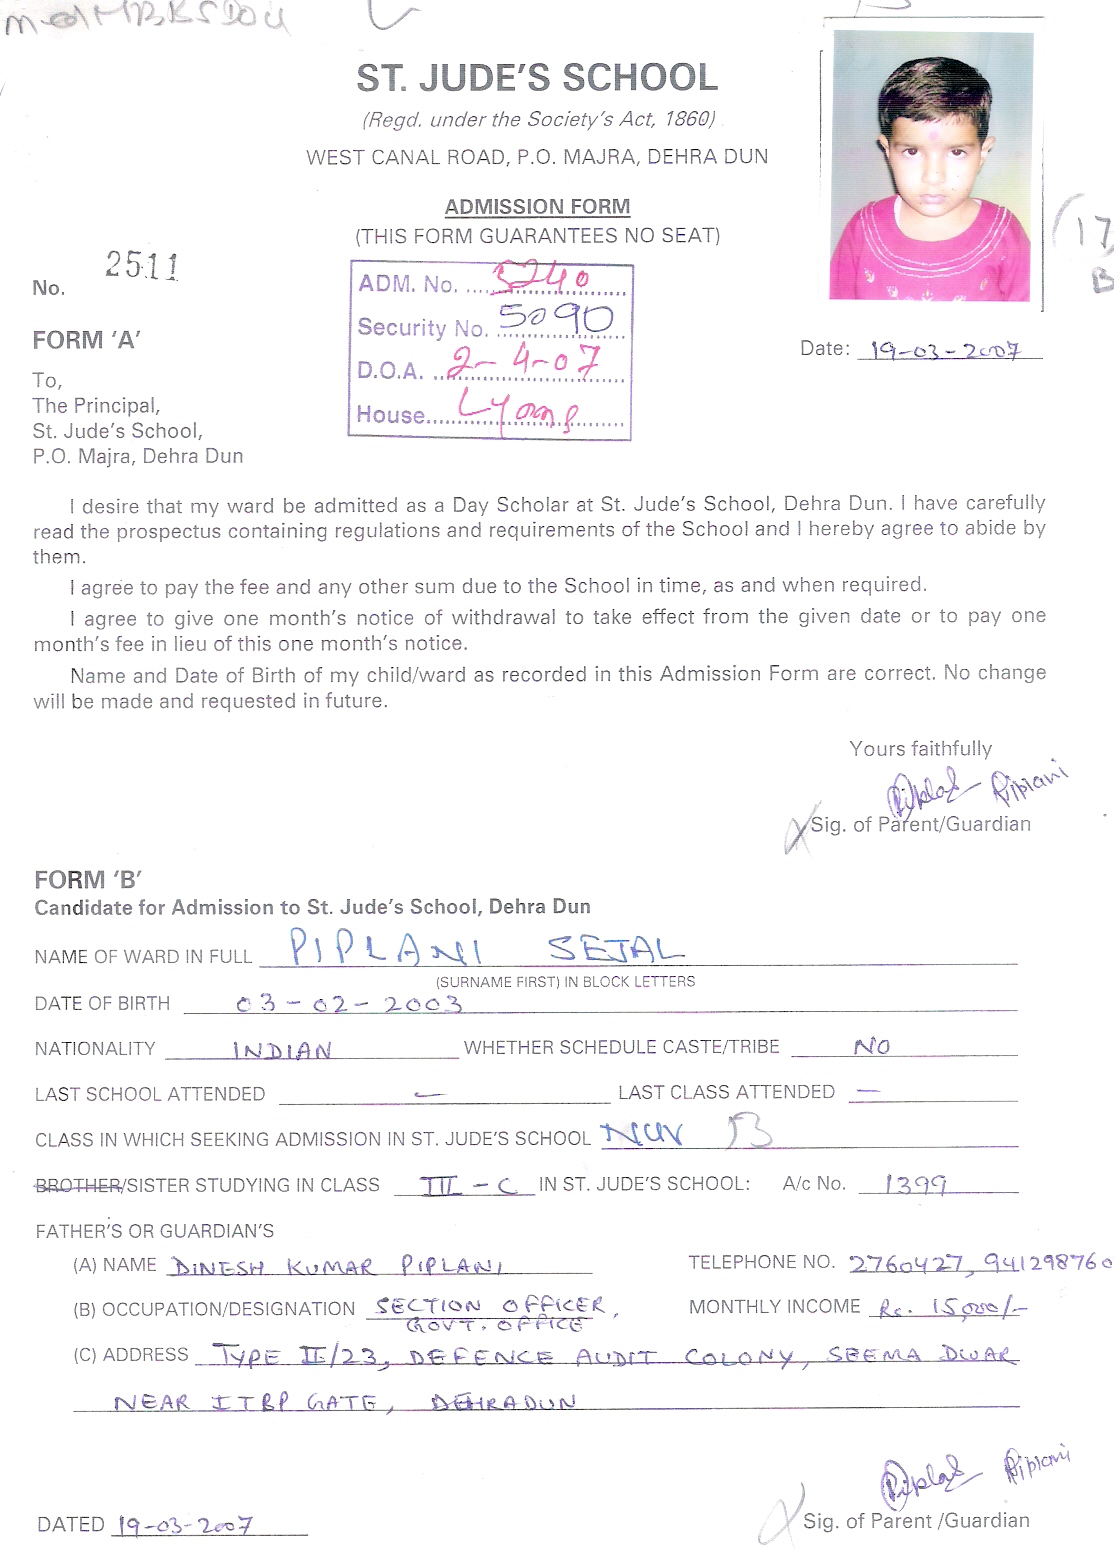 ST. JUDE'S SCHOOL
(Regd. under the Society's Act, 1860)
WEST CANAL ROAD, P.O. MAJRA, DEHRA DUN
ADMISSION FORM
(THIS FORM GUARANTEES NO SEAT)
(17
B
No. 2511
ADM. No. 5240
Security No. 5090
D.O.A. 2-4-07
House Lyons
FORM 'A'
Date: 19-03-2007
To,
The Principal,
St. Jude's School,
P.O. Majra, Dehra Dun
I desire that my ward be admitted as a Day Scholar at St. Jude's School, Dehra Dun. I have carefully
read the prospectus containing regulations and requirements of the School and I hereby agree to abide by
them.
I agree to pay the fee and any other sum due to the School in time, as and when required.
I agree to give one month's notice of withdrawal to take effect from the given date or to pay one
month's fee in lieu of this one month's notice.
Name and Date of Birth of my child/ward as recorded in this Admission Form are correct. No change
will be made and requested in future.
Yours faithfully
Piplani
Sig. of Parent/Guardian
FORM 'B'
Candidate for Admission to St. Jude's School, Dehra Dun
NAME OF WARD IN FULL PIPLANI SEJAL
(SURNAME FIRST) IN BLOCK LETTERS
DATE OF BIRTH 03-02-2003
NATIONALITY INDIAN WHETHER SCHEDULE CASTE/TRIBE NO
LAST SCHOOL ATTENDED — LAST CLASS ATTENDED —
CLASS IN WHICH SEEKING ADMISSION IN ST. JUDE'S SCHOOL NUR B
BROTHER/SISTER STUDYING IN CLASS III-C IN ST. JUDE'S SCHOOL: A/c No. 1399
FATHER'S OR GUARDIAN'S
(A) NAME DINESH KUMAR PIPLANI TELEPHONE NO. 2760427, 941298760
(B) OCCUPATION/DESIGNATION SECTION OFFICER, MONTHLY INCOME Rs. 15,000/-
GOVT. OFFICE
(C) ADDRESS TYPE II/23, DEFENCE AUDIT COLONY, SEEMA DWAR
NEAR ITBP GATE, DEHRADUN
Piplani
DATED 19-03-2007 Sig. of Parent /Guardian